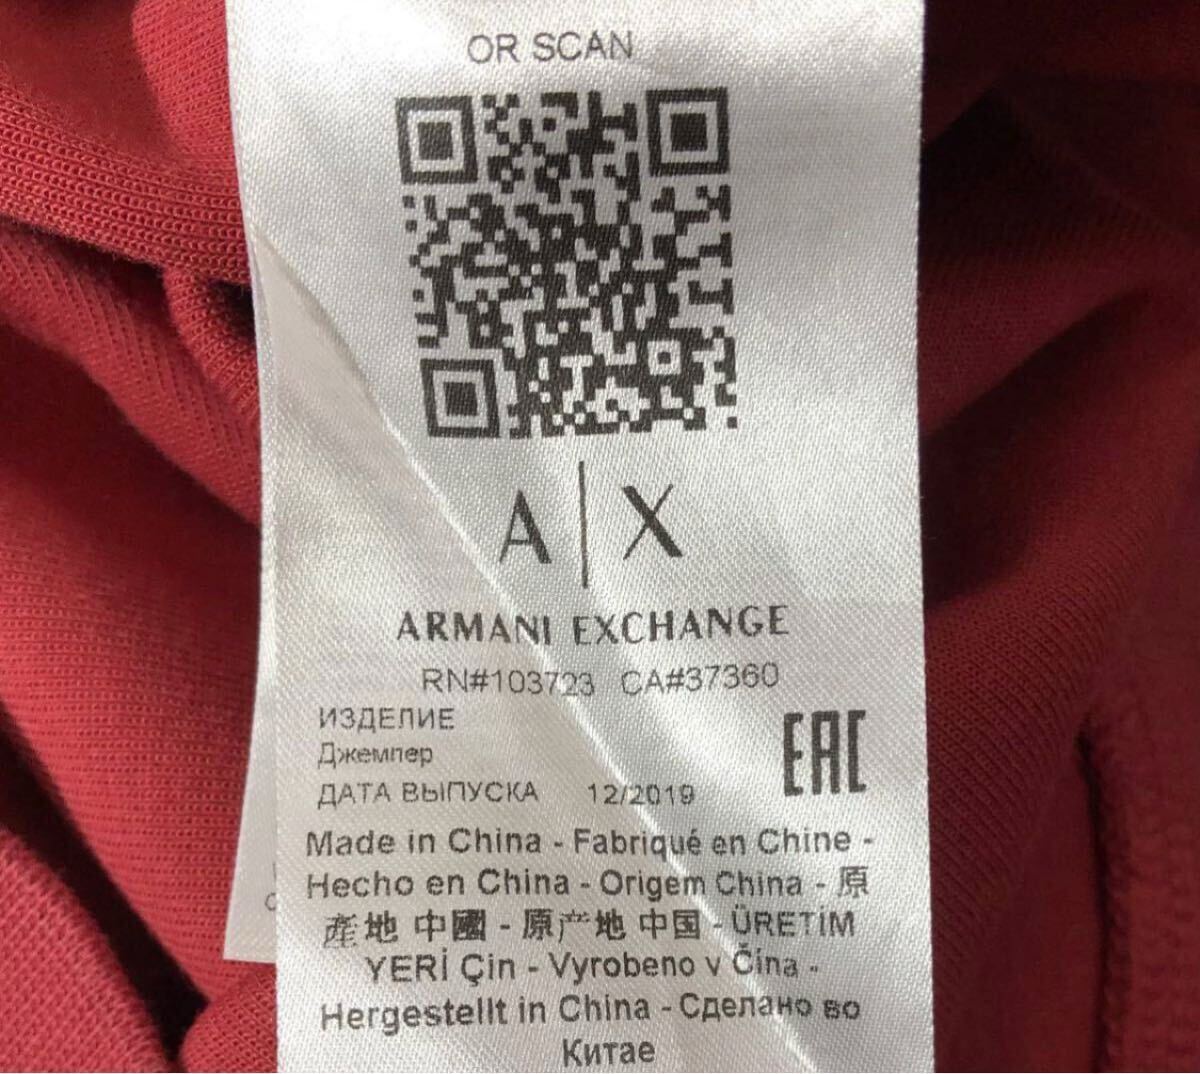 OR SCAN
A|X
ARMANI EXCHANGE
RN#103723 CA#37360
ИЗДЕЛИЕ
Джемпер
EAC
ДАТА ВЫПУСКА 12/2019
Made in China - Fabriqué en Chine -
Hecho en China - Origem China - 原
產地 中國 - 原产地 中国 - ÜRETİM
YERİ Çin - Vyrobeno v Čína -
Hergestellt in China - Сделано во
Китае